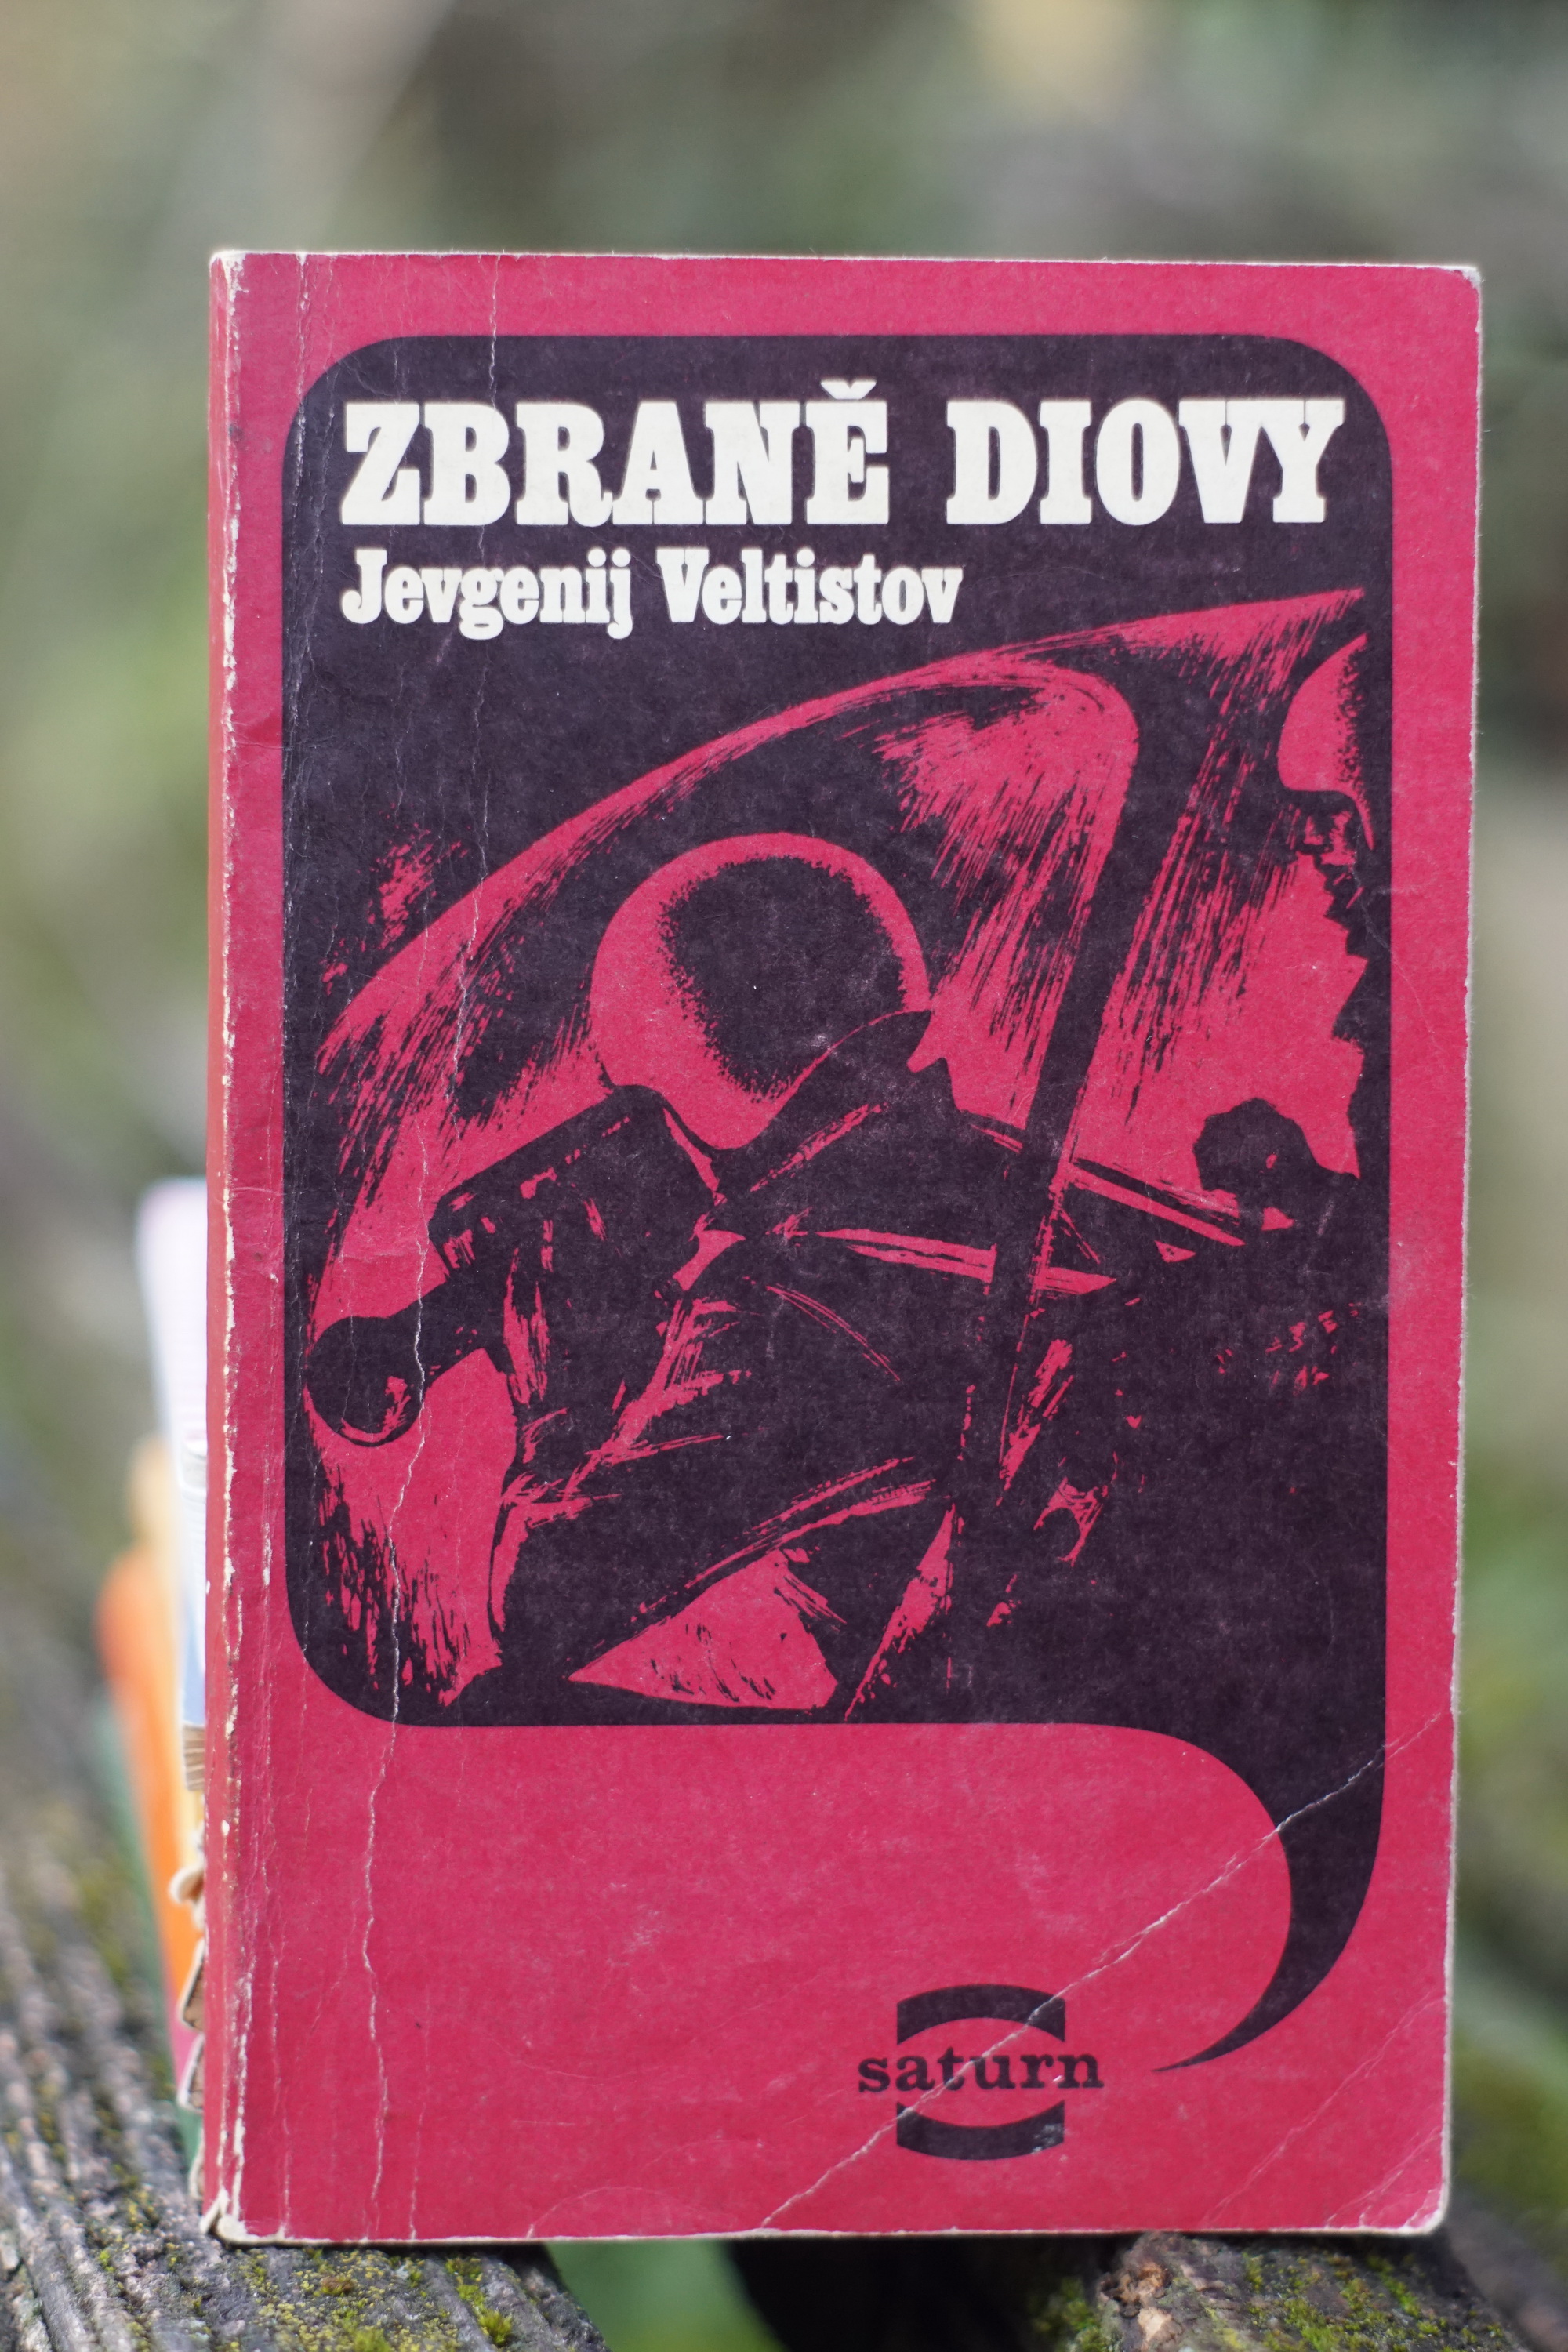 ZBRANĚ DIOVY
Jevgenij Veltistov
saturn